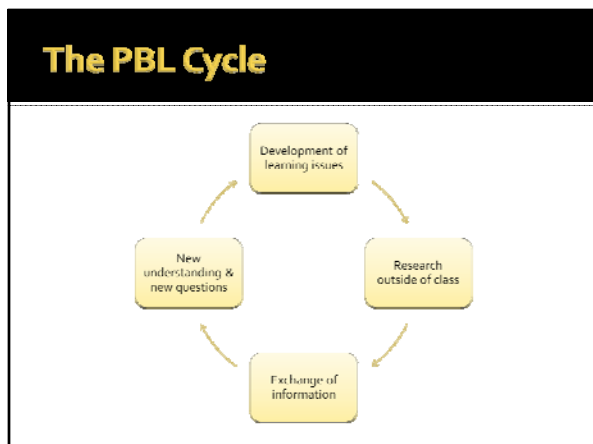 The PBL Cycle
Development of
learning issues
New
understanding &
new questions
Research
outside of class
Exchange of
information